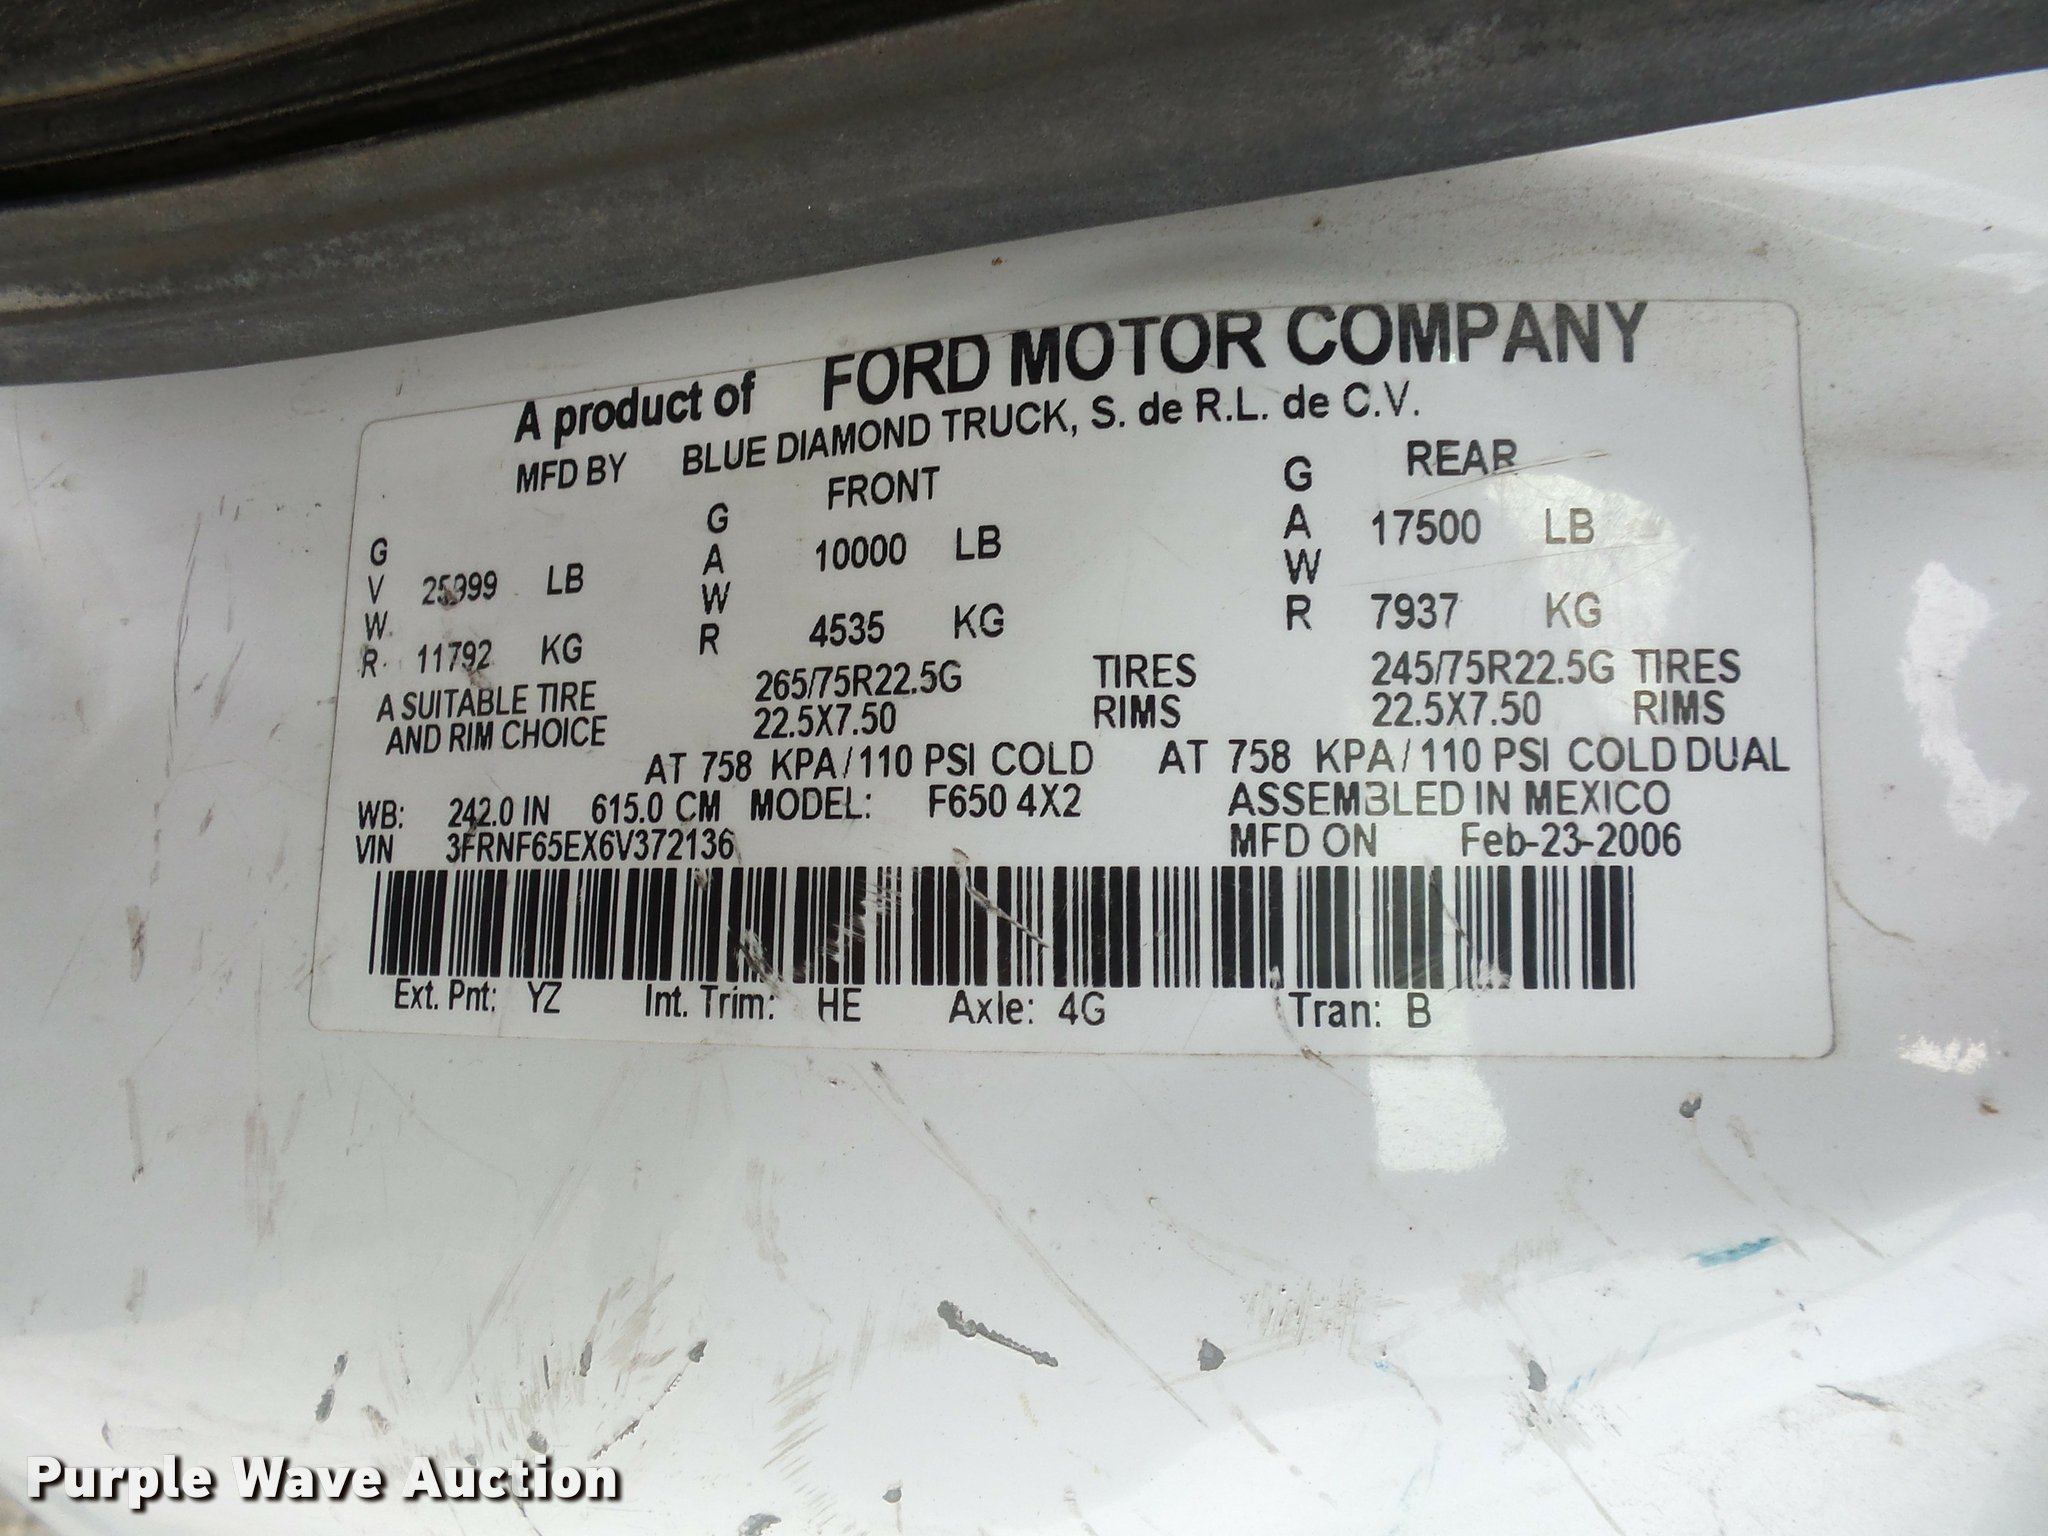 A product of FORD MOTOR COMPANY
MFD BY BLUE DIAMOND TRUCK, S. de R.L. de C.V.
GVWR 25999 LB 11792 KG
FRONT GAWR 10000 LB 4535 KG
REAR GAWR 17500 LB 7937 KG
A SUITABLE TIRE 265/75R22.5G TIRES 245/75R22.5G TIRES
AND RIM CHOICE 22.5X7.50 RIMS 22.5X7.50 RIMS
AT 758 KPA/110 PSI COLD AT 758 KPA/110 PSI COLD DUAL
WB: 242.0 IN 615.0 CM MODEL: F650 4X2 ASSEMBLED IN MEXICO
VIN 3FRNF65EX6V372136 MFD ON Feb-23-2006
Ext. Pnt: YZ Int. Trim: HE Axle: 4G Tran: B
Purple Wave Auction